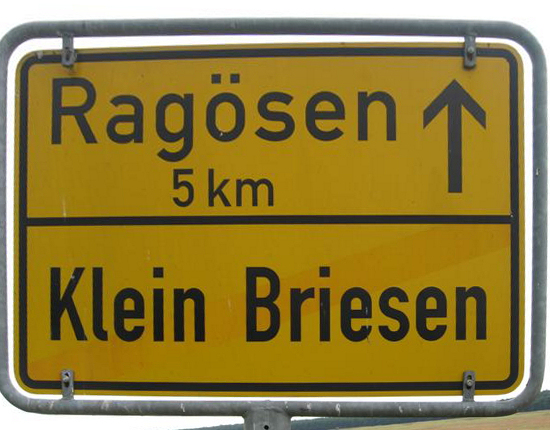 Ragösen
5 km
Klein Briesen